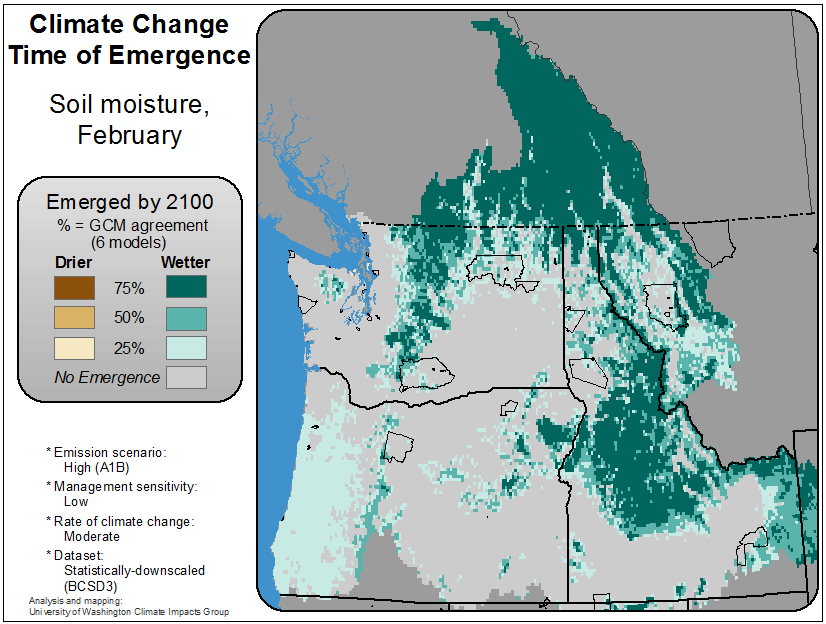 Climate Change
Time of Emergence
Soil moisture,
February
Emerged by 2100
% = GCM agreement
(6 models)
Drier Wetter
75%
50%
25%
No Emergence
* Emission scenario:
High (A1B)
* Management sensitivity:
Low
* Rate of climate change:
Moderate
* Dataset:
Statistically-downscaled
(BCSD3)
Analysis and mapping:
University of Washington Climate Impacts Group